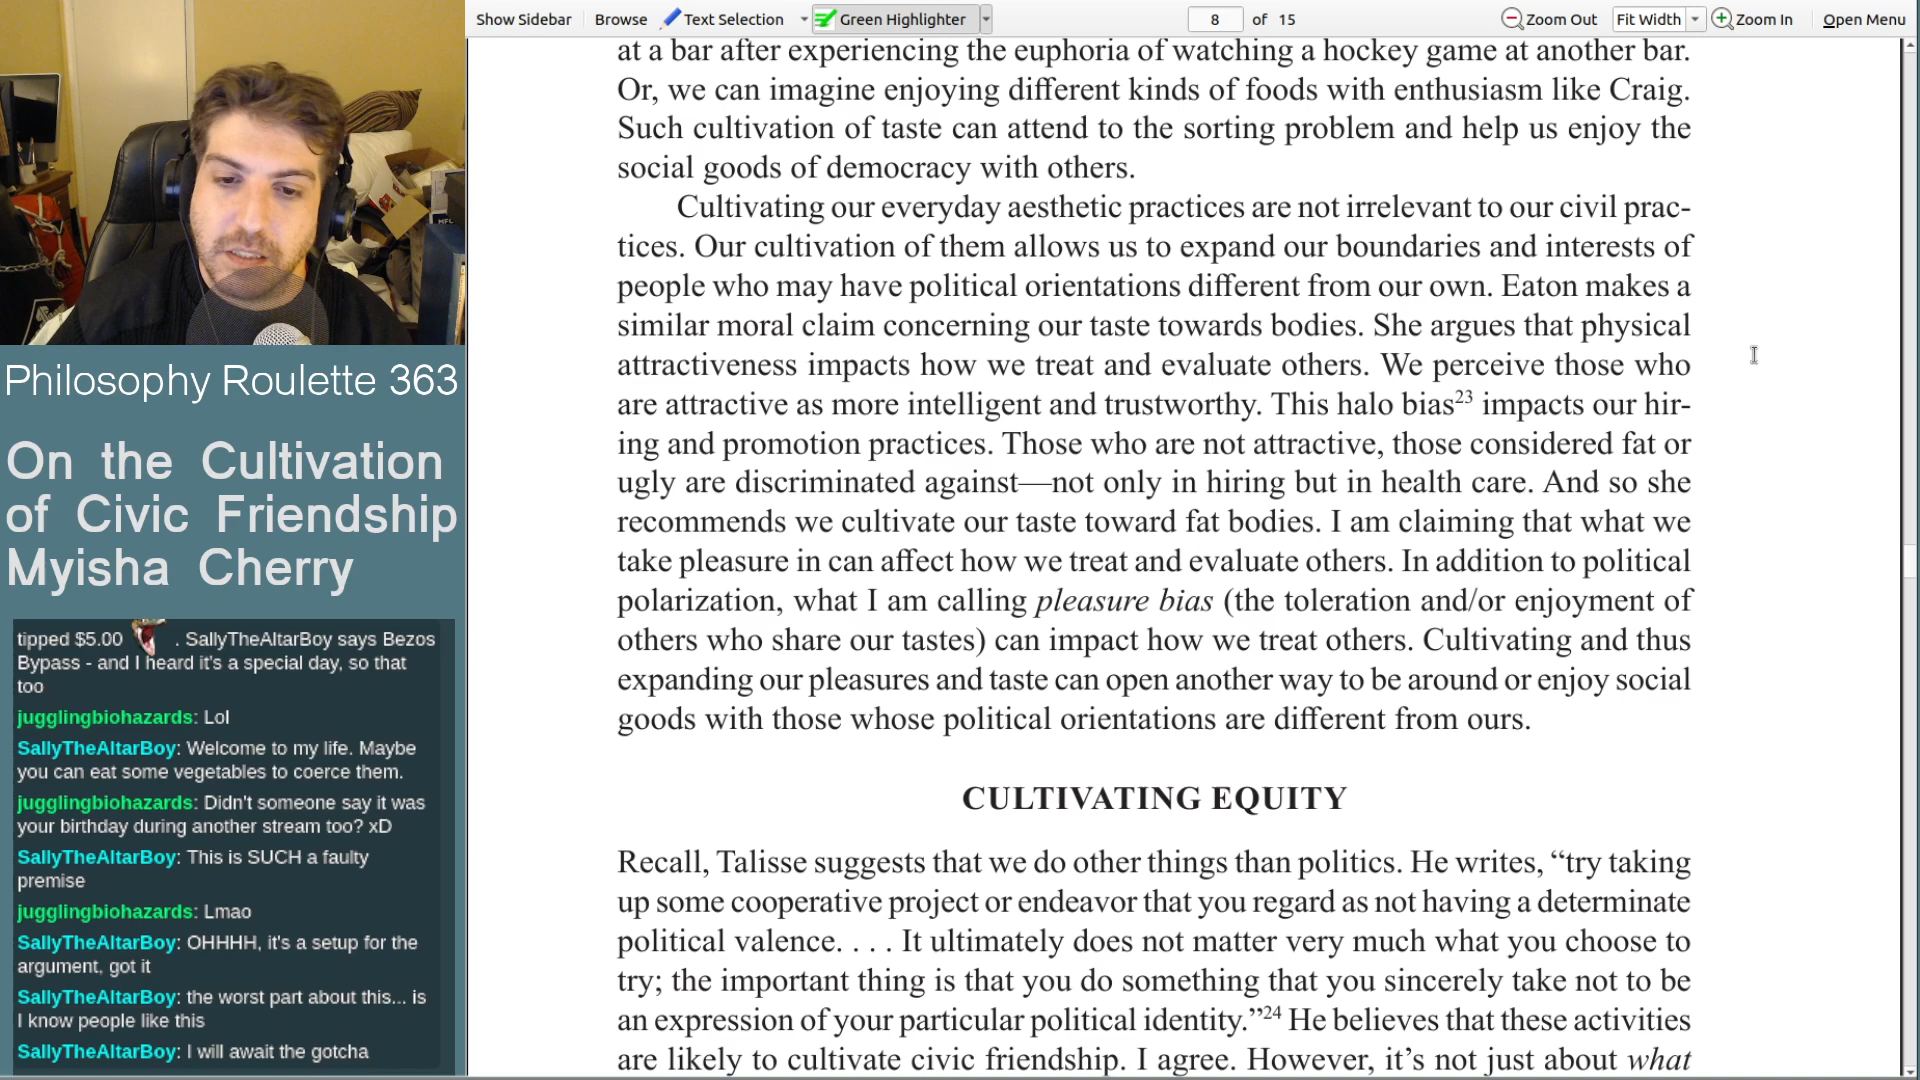 Show Sidebar Browse Text Selection Green Highlighter 8 of 15 Zoom Out Fit Width Zoom In Open Menu
at a bar after experiencing the euphoria of watching a hockey game at another bar.
Or, we can imagine enjoying different kinds of foods with enthusiasm like Craig.
Such cultivation of taste can attend to the sorting problem and help us enjoy the
social goods of democracy with others.
Cultivating our everyday aesthetic practices are not irrelevant to our civil prac-
tices. Our cultivation of them allows us to expand our boundaries and interests of
people who may have political orientations different from our own. Eaton makes a
similar moral claim concerning our taste towards bodies. She argues that physical
attractiveness impacts how we treat and evaluate others. We perceive those who
are attractive as more intelligent and trustworthy. This halo bias23 impacts our hir-
ing and promotion practices. Those who are not attractive, those considered fat or
ugly are discriminated against—not only in hiring but in health care. And so she
recommends we cultivate our taste toward fat bodies. I am claiming that what we
take pleasure in can affect how we treat and evaluate others. In addition to political
polarization, what I am calling pleasure bias (the toleration and/or enjoyment of
others who share our tastes) can impact how we treat others. Cultivating and thus
expanding our pleasures and taste can open another way to be around or enjoy social
goods with those whose political orientations are different from ours.
CULTIVATING EQUITY
Recall, Talisse suggests that we do other things than politics. He writes, “try taking
up some cooperative project or endeavor that you regard as not having a determinate
political valence. . . . It ultimately does not matter very much what you choose to
try; the important thing is that you do something that you sincerely take not to be
an expression of your particular political identity.”24 He believes that these activities
are likely to cultivate civic friendship. I agree. However, it’s not just about what
Philosophy Roulette 363
On the Cultivation
of Civic Friendship
Myisha Cherry
tipped $5.00 . SallyTheAltarBoy says Bezos
Bypass - and I heard it's a special day, so that
too
jugglingbiohazards: Lol
SallyTheAltarBoy: Welcome to my life. Maybe
you can eat some vegetables to coerce them.
jugglingbiohazards: Didn't someone say it was
your birthday during another stream too? xD
SallyTheAltarBoy: This is SUCH a faulty
premise
jugglingbiohazards: Lmao
SallyTheAltarBoy: OHHHH, it's a setup for the
argument, got it
SallyTheAltarBoy: the worst part about this... is
I know people like this
SallyTheAltarBoy: I will await the gotcha